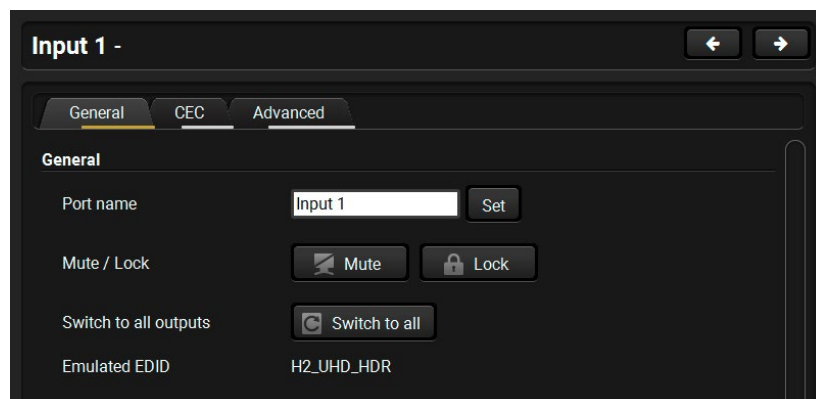 Input 1 -
General CEC Advanced
General
Port name Input 1 Set
Mute / Lock Mute Lock
Switch to all outputs Switch to all
Emulated EDID H2_UHD_HDR